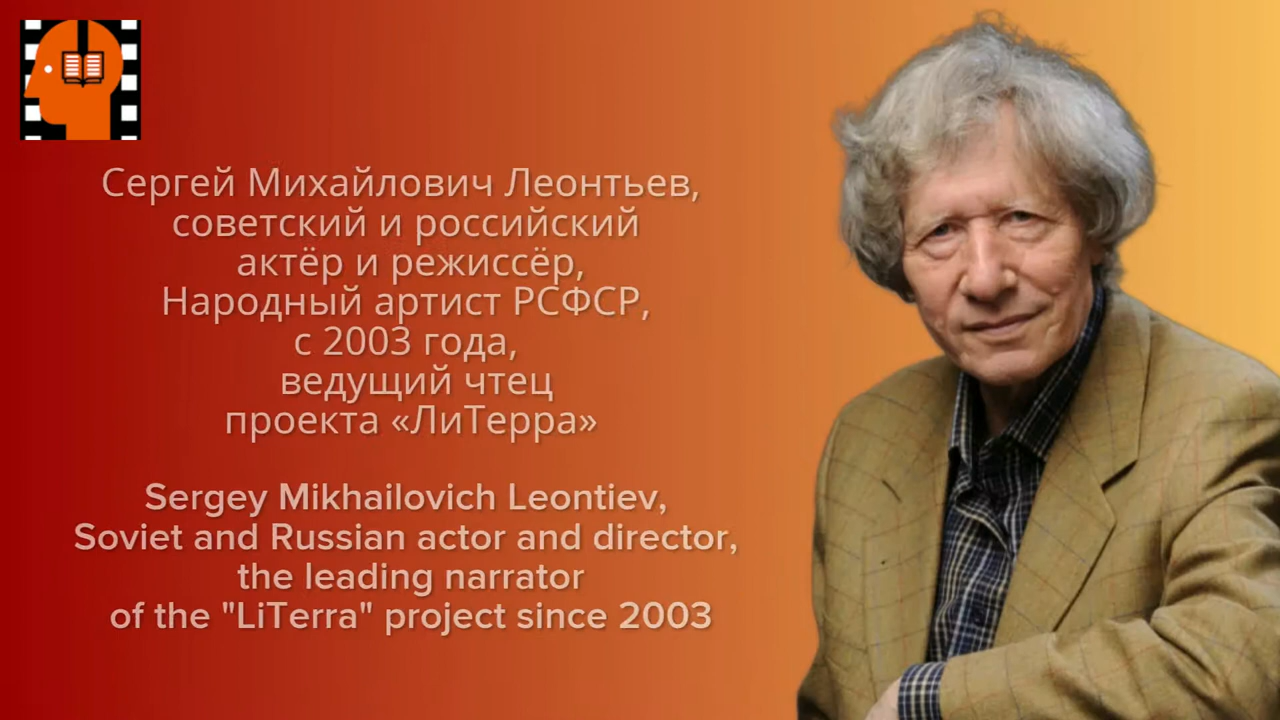 Сергей Михайлович Леонтьев,
советский и российский
актёр и режиссёр,
Народный артист РСФСР,
с 2003 года,
ведущий чтец
проекта «ЛиТерра»
Sergey Mikhailovich Leontiev,
Soviet and Russian actor and director,
the leading narrator
of the "LiTerra" project since 2003